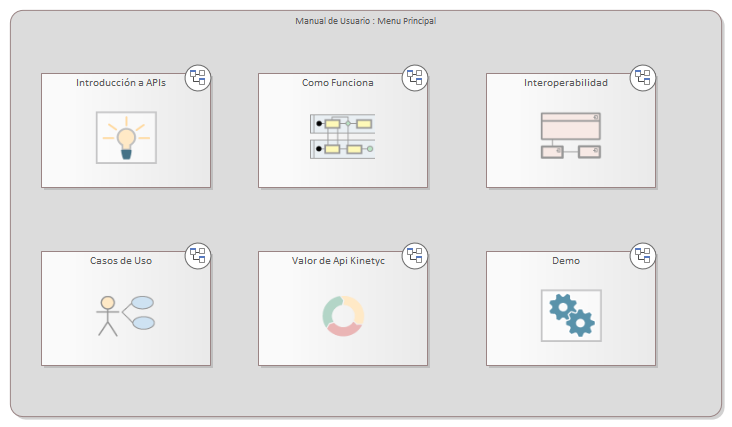 Manual de Usuario : Menu Principal
Introducción a APIs
Como Funciona
Interoperabilidad
Casos de Uso
Valor de Api Kinetyc
Demo